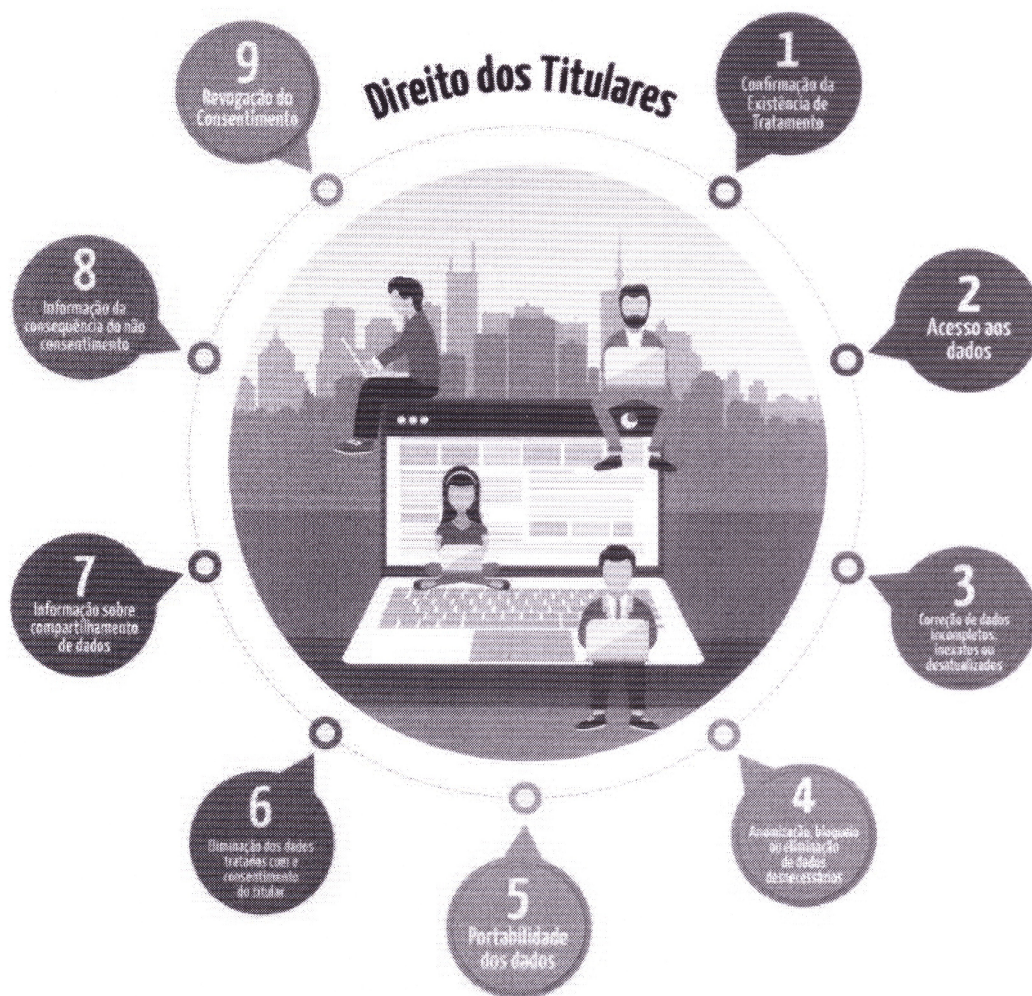 Direito dos Titulares
1
Confirmação da
Existência de
Tratamento
2
Acesso aos
dados
3
Correção de dados
incompletos,
inexatos ou
desatualizados
4
Anomização, bloqueio
ou eliminação
de dados
desnecessários
5
Portabilidade
dos dados
6
Eliminação dos dados
tratados com o
consentimento
do titular
7
Informação sobre
compartilhamento
de dados
8
Informação da
consequência do não
consentimento
9
Revogação do
Consentimento